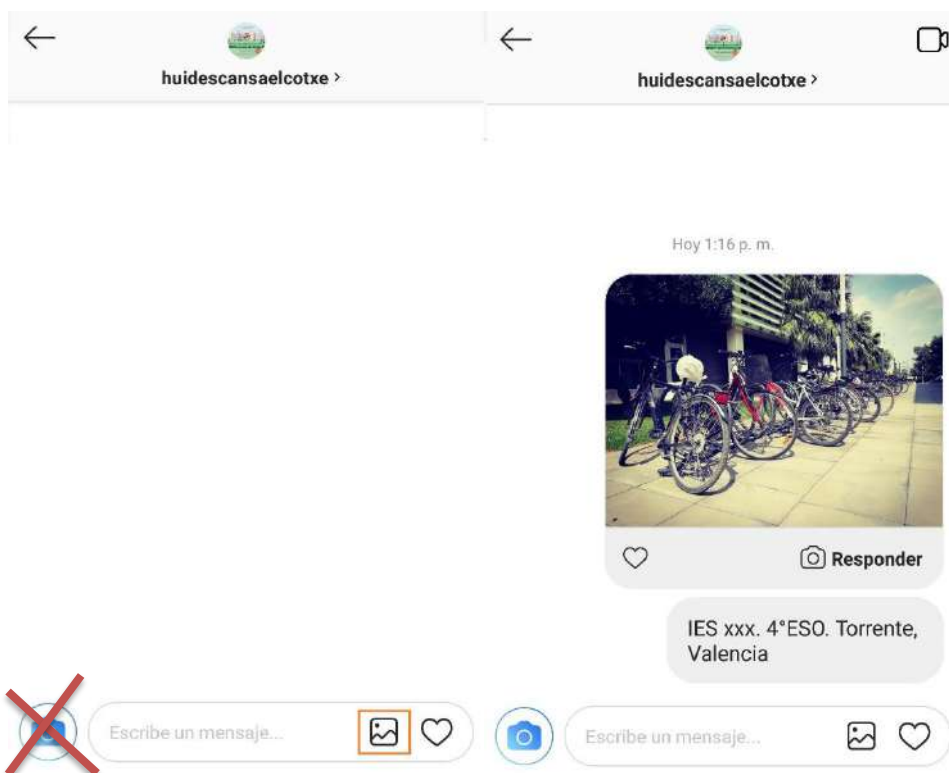 huidescansaelcotxe >
Escribe un mensaje...
huidescansaelcotxe >
Hoy 1:16 p. m.
Responder
IES xxx. 4°ESO. Torrente,
Valencia
Escribe un mensaje...